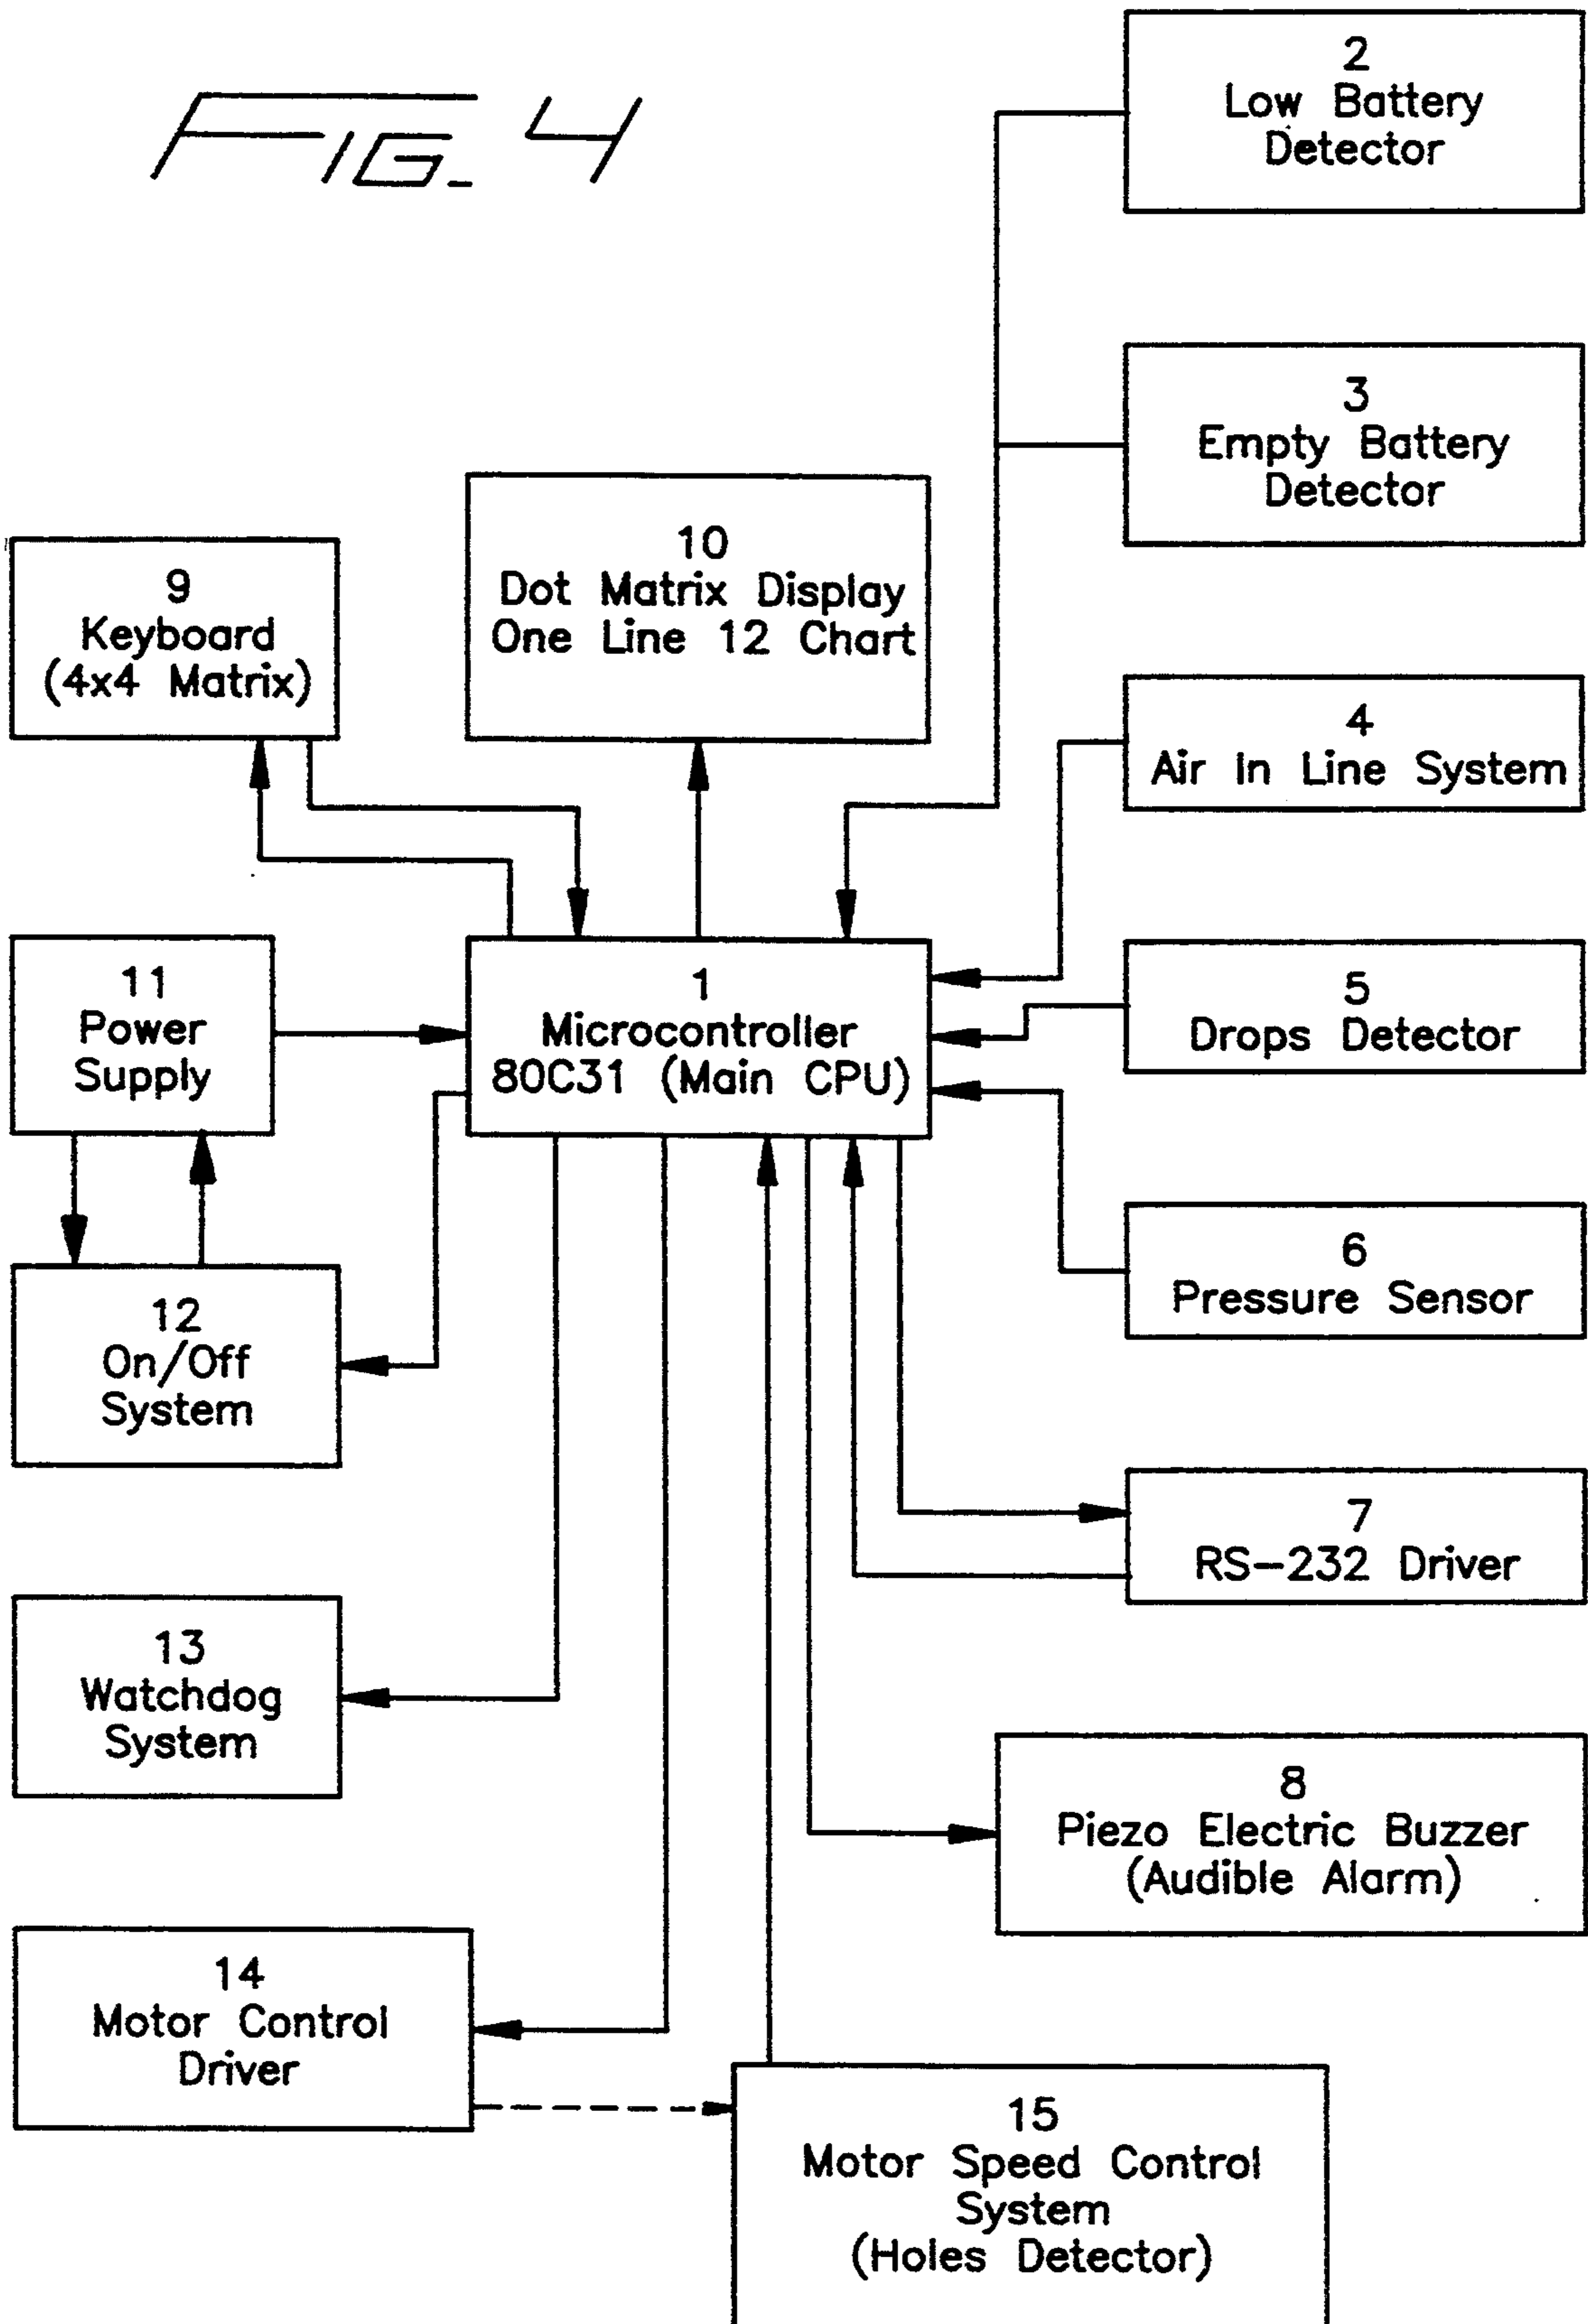 FIG. 4
2
Low Battery
Detector
3
Empty Battery
Detector
10
Dot Matrix Display
One Line 12 Chart
9
Keyboard
(4x4 Matrix)
4
Air In Line System
11
Power
Supply
1
Microcontroller
80C31 (Main CPU)
5
Drops Detector
6
Pressure Sensor
12
On/Off
System
7
RS-232 Driver
13
Watchdog
System
8
Piezo Electric Buzzer
(Audible Alarm)
14
Motor Control
Driver
15
Motor Speed Control
System
(Holes Detector)